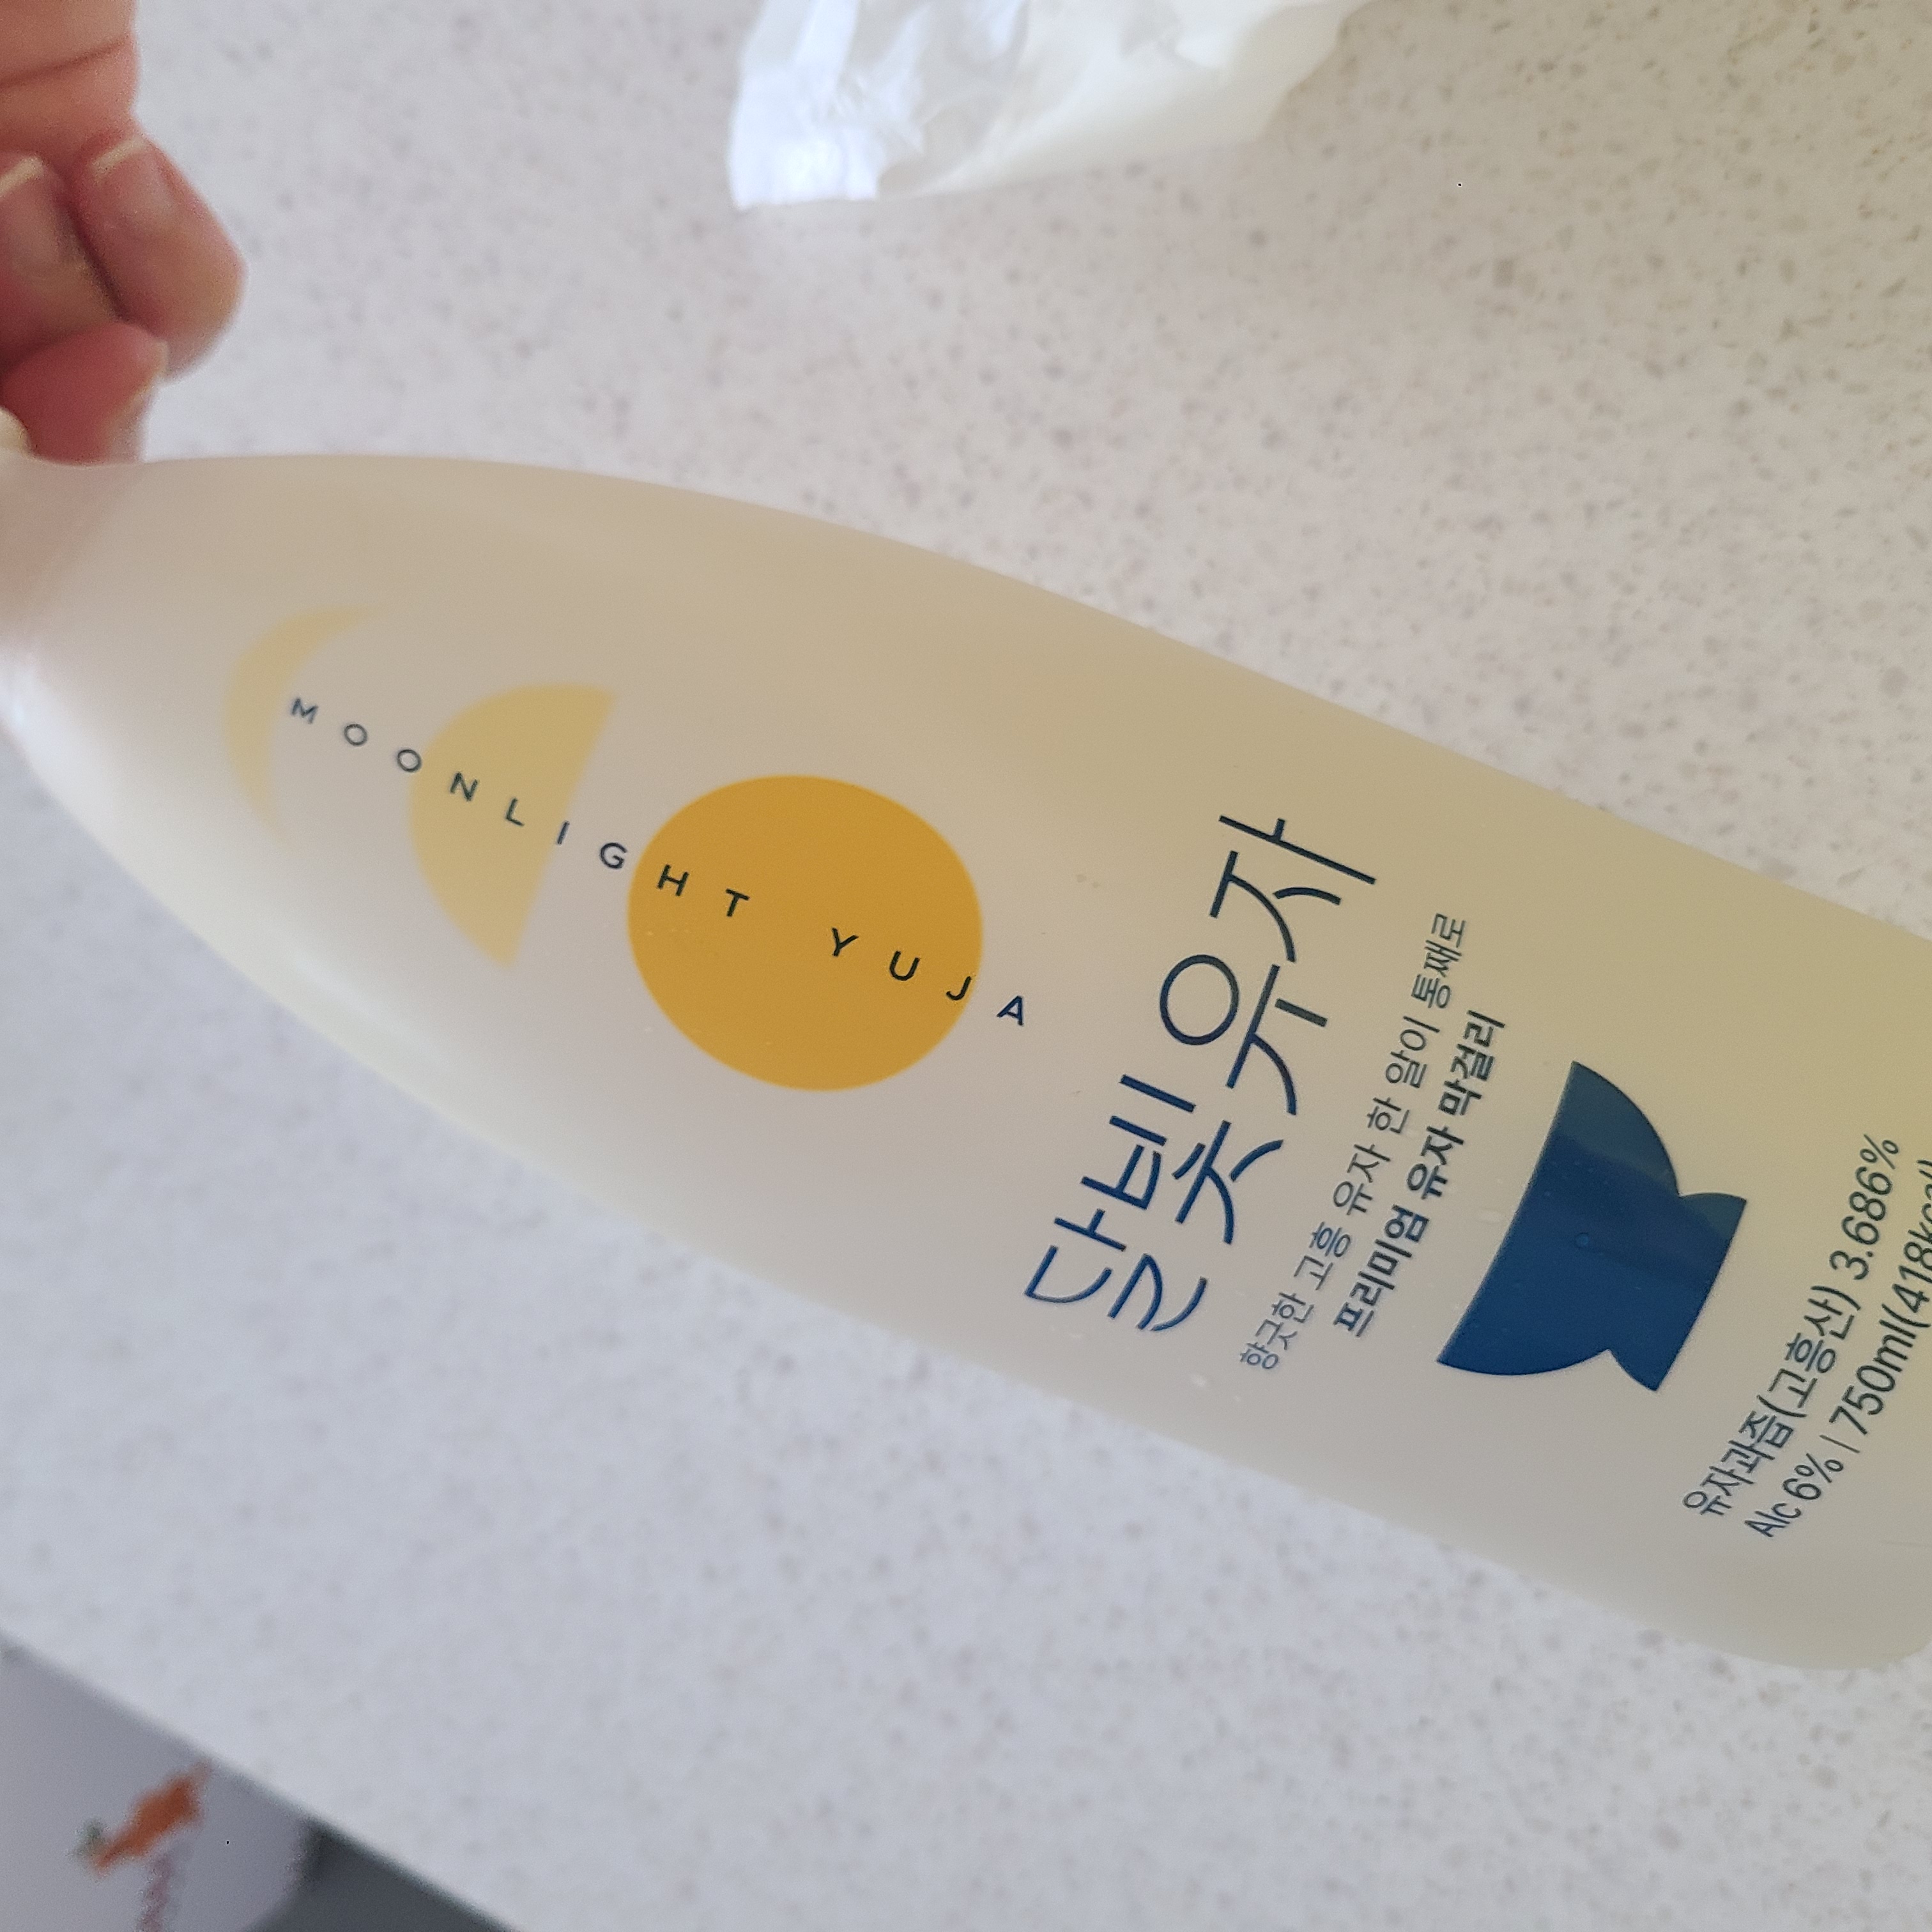 MOONLIGHT YUJA
달빛유자
향긋한 고흥 유자 한 알이 통째로
프리미엄 유자 막걸리
유자과즙(고흥산) 3.686%
Alc 6% | 750ml(418kcal)